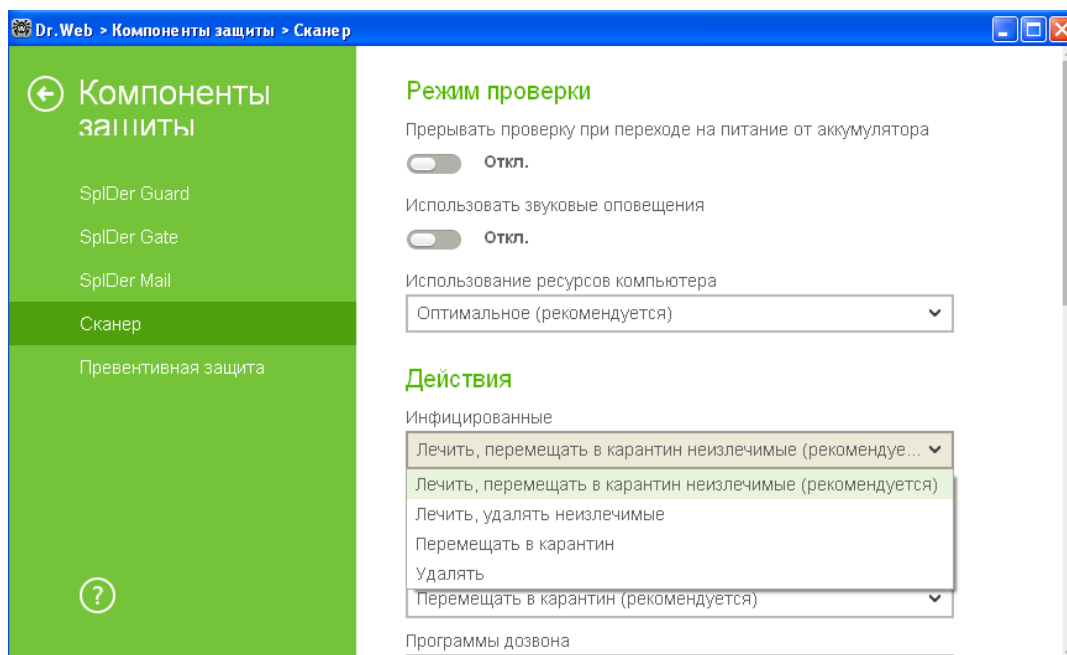 Dr.Web > Компоненты защиты > Сканер
Компоненты
защиты
SpIDer Guard
SpIDer Gate
SpIDer Mail
Сканер
Превентивная защита
?
Режим проверки
Прерывать проверку при переходе на питание от аккумулятора
Откл.
Использовать звуковые оповещения
Откл.
Использование ресурсов компьютера
Оптимальное (рекомендуется)
Действия
Инфицированные
Лечить, перемещать в карантин неизлечимые (рекомендуе...
Лечить, перемещать в карантин неизлечимые (рекомендуется)
Лечить, удалять неизлечимые
Перемещать в карантин
Удалять
Перемещать в карантин (рекомендуется)
Программы дозвона